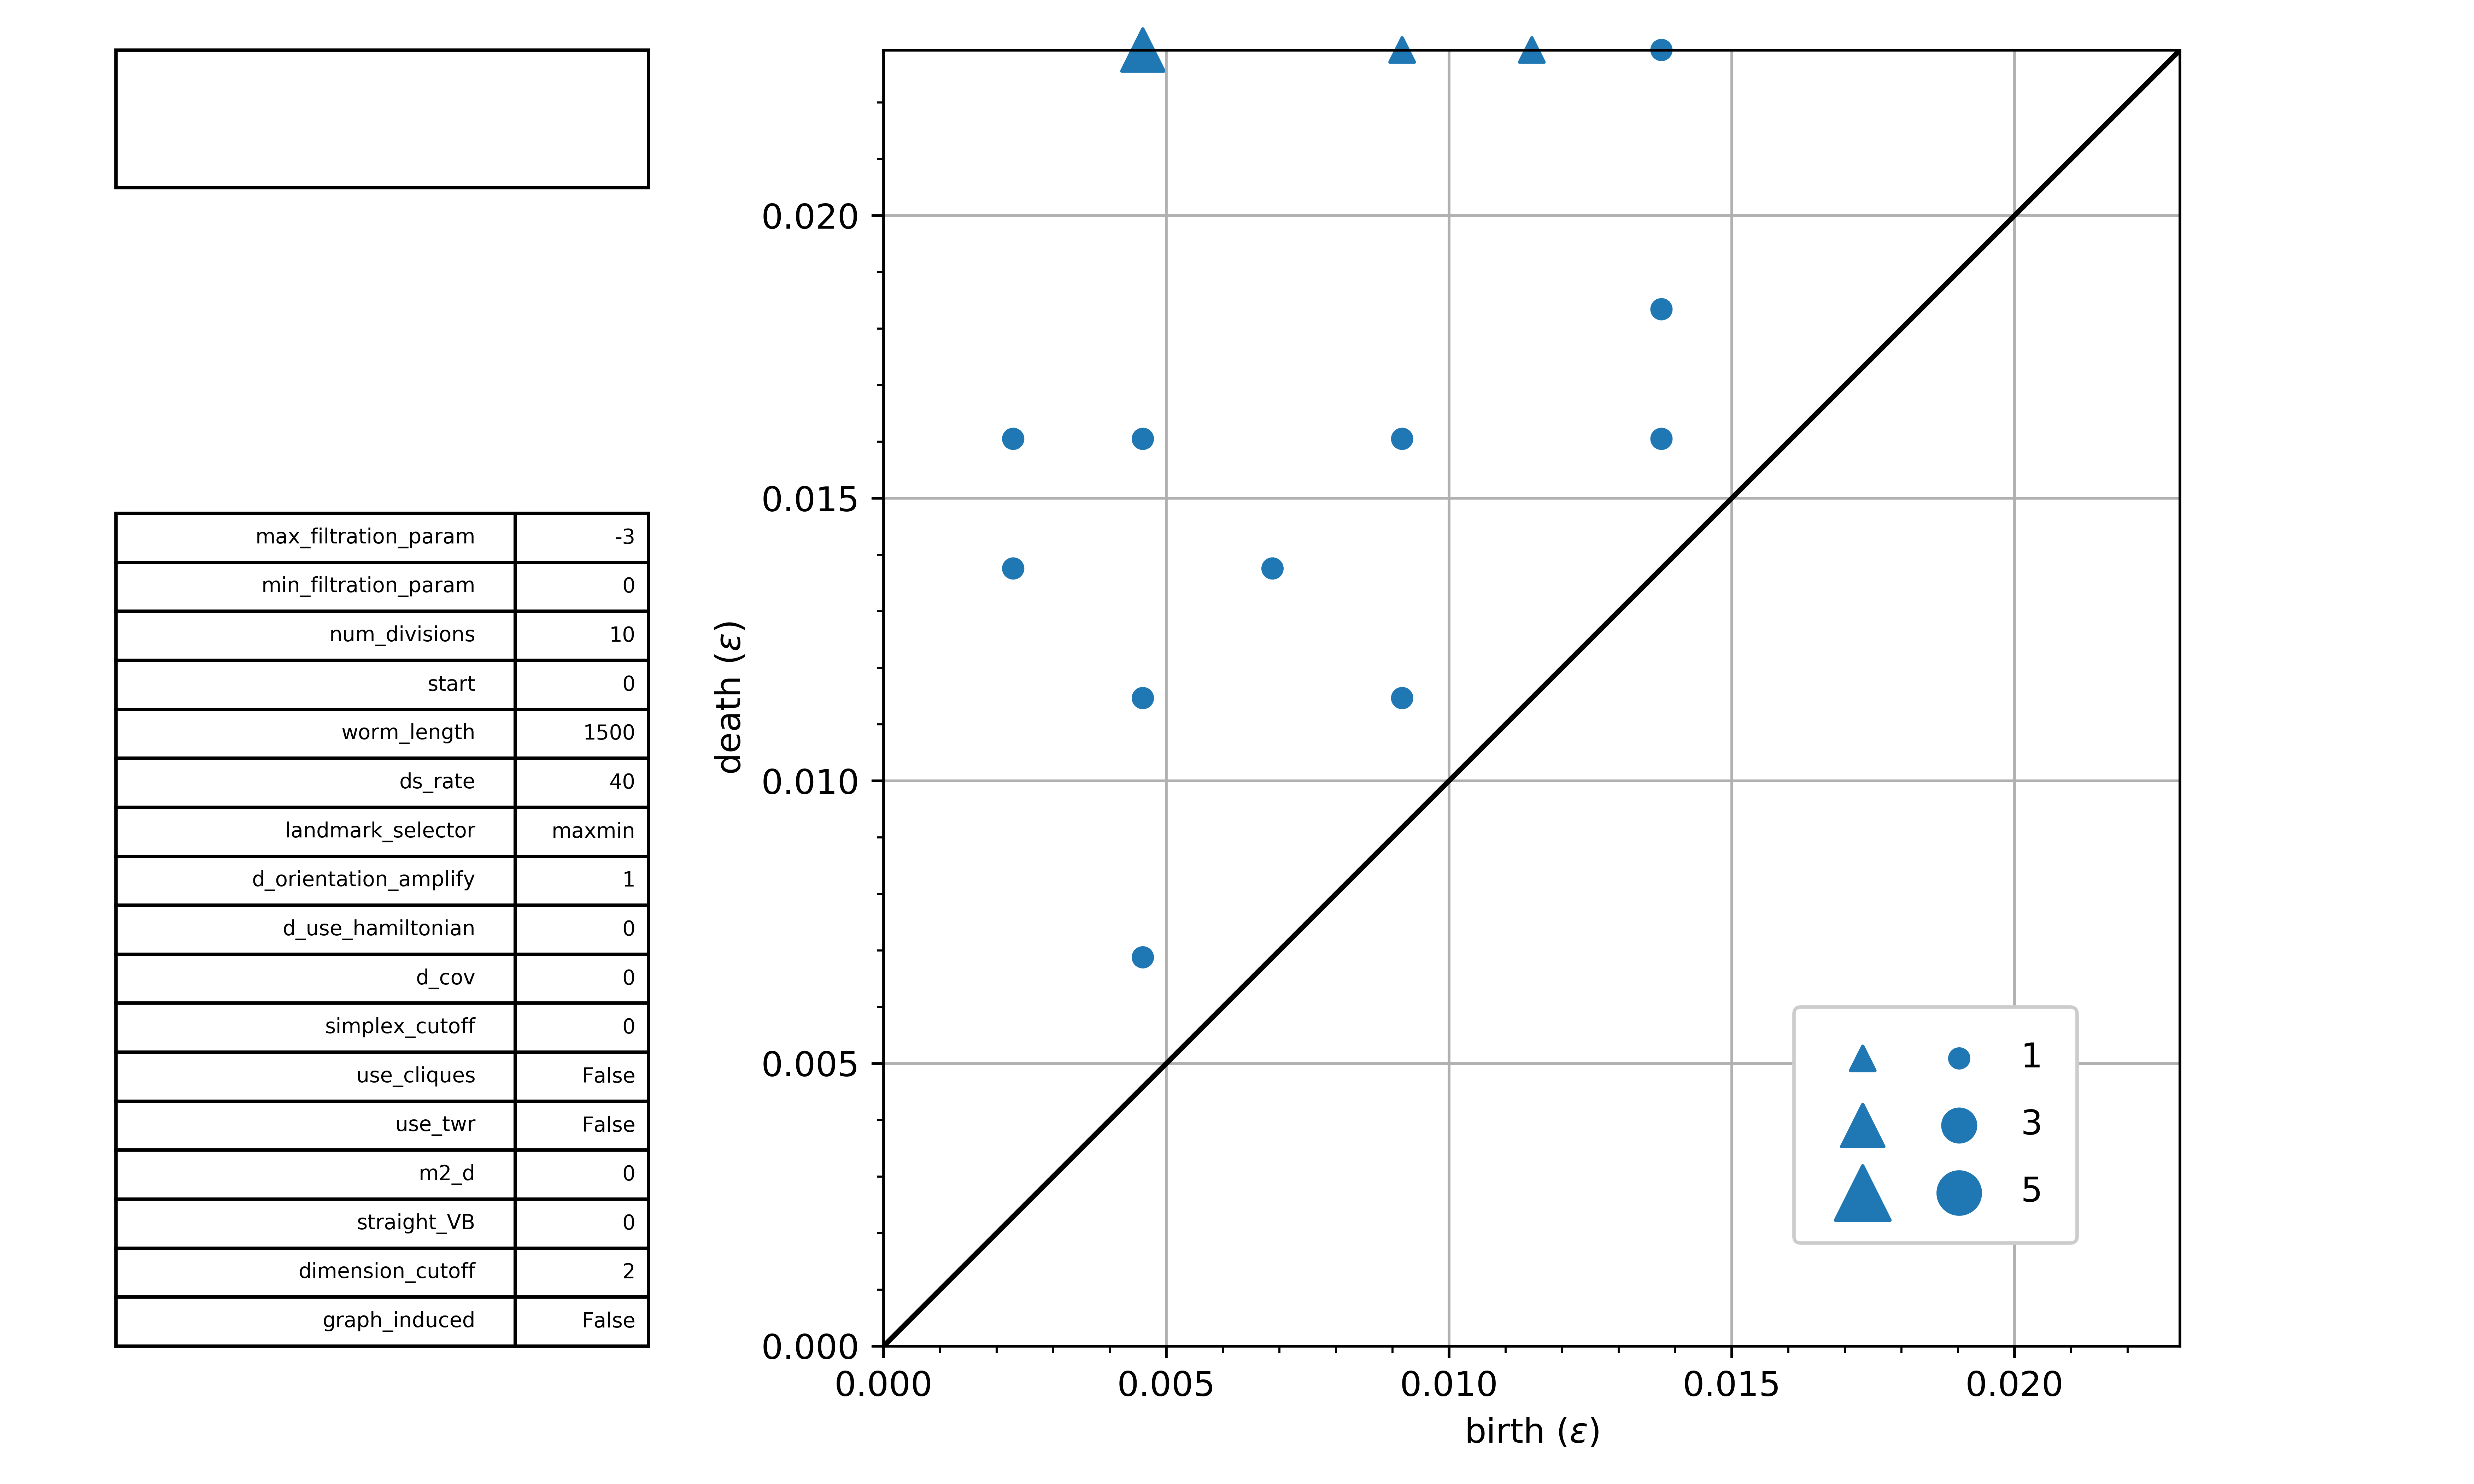 max_filtration_param -3
min_filtration_param 0
num_divisions 10
start 0
worm_length 1500
ds_rate 40
landmark_selector maxmin
d_orientation_amplify 1
d_use_hamiltonian 0
d_cov 0
simplex_cutoff 0
use_cliques False
use_twr False
m2_d 0
straight_VB 0
dimension_cutoff 2
graph_induced False
death (ε)
0.020
0.015
0.010
0.005
0.000
1
3
5
0.000 0.005 0.010 0.015 0.020
birth (ε)